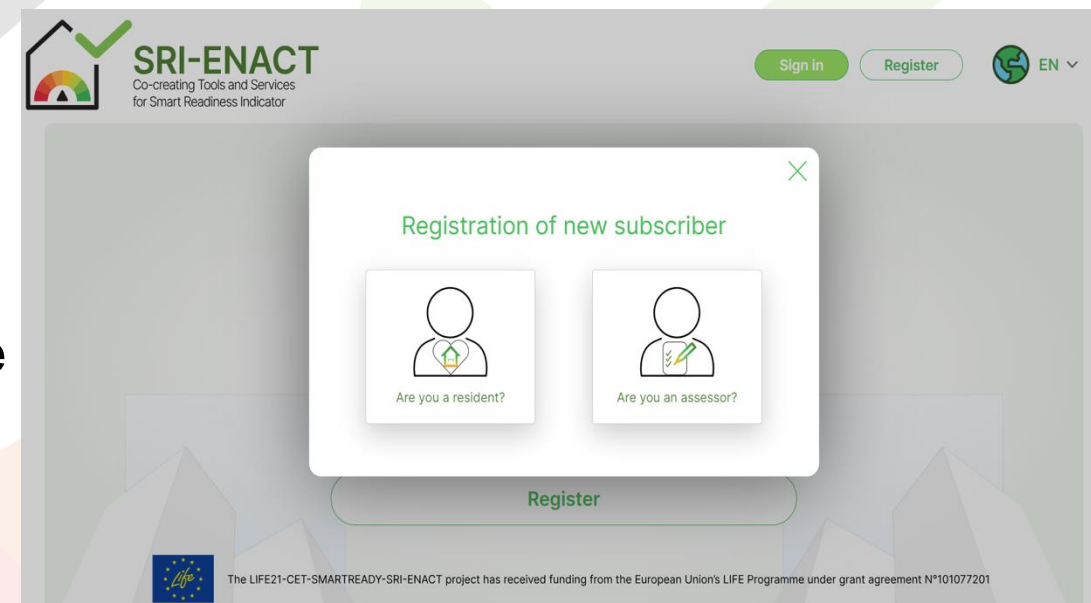 SRI-ENACT
Co-creating Tools and Services
for Smart Readiness Indicator
Sign in
Register
EN
Registration of new subscriber
Are you a resident?
Are you an assessor?
e
Register
Life
The LIFE21-CET-SMARTREADY-SRI-ENACT project has received funding from the European Union's LIFE Programme under grant agreement N°101077201